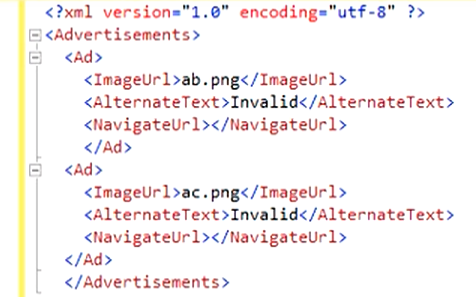 <?xml version="1.0" encoding="utf-8" ?>
<Advertisements>
<Ad>
<ImageUrl>ab.png</ImageUrl>
<AlternateText>Invalid</AlternateText>
<NavigateUrl></NavigateUrl>
</Ad>
<Ad>
<ImageUrl>ac.png</ImageUrl>
<AlternateText>Invalid</AlternateText>
<NavigateUrl></NavigateUrl>
</Ad>
</Advertisements>